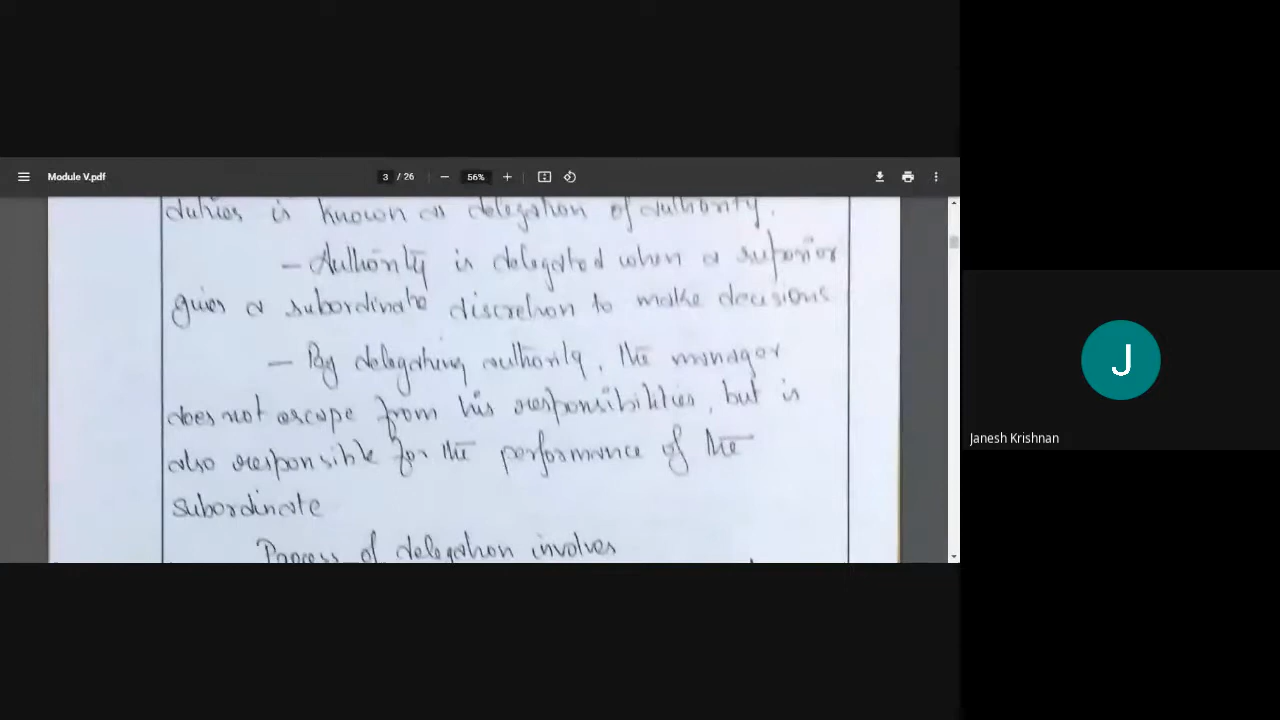 Module V.pdf
3 / 26
56%
duties is known as delegation of authority.
— Authority is delegated when a superior
gives a subordinate discretion to make decisions
— By delegating authority, the manager
does not escape from his responsibilities, but is
also responsible for the performance of the
subordinate
Process of delegation involves
J
Janesh Krishnan